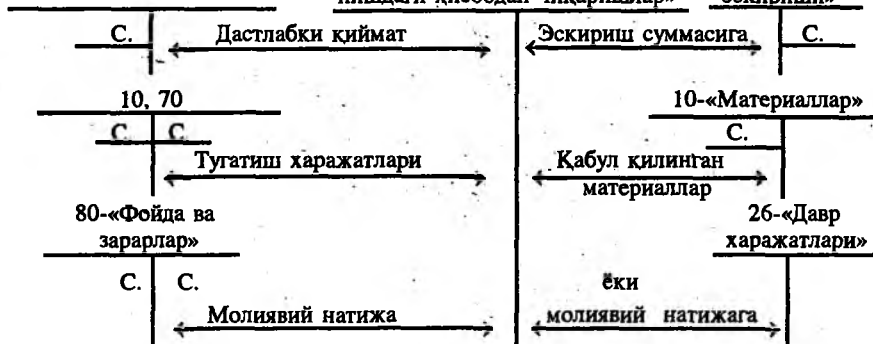 С. Дастлабки қиймат Эскириш суммасига С.
10, 70 10-«Материаллар»
С. С. С.
Тугатиш харажатлари Қабул қилинган
материаллар
80-«Фойда ва 26-«Давр
зарарлар» харажатлари»
С. С. ёки
Молиявий натижа молиявий натижага